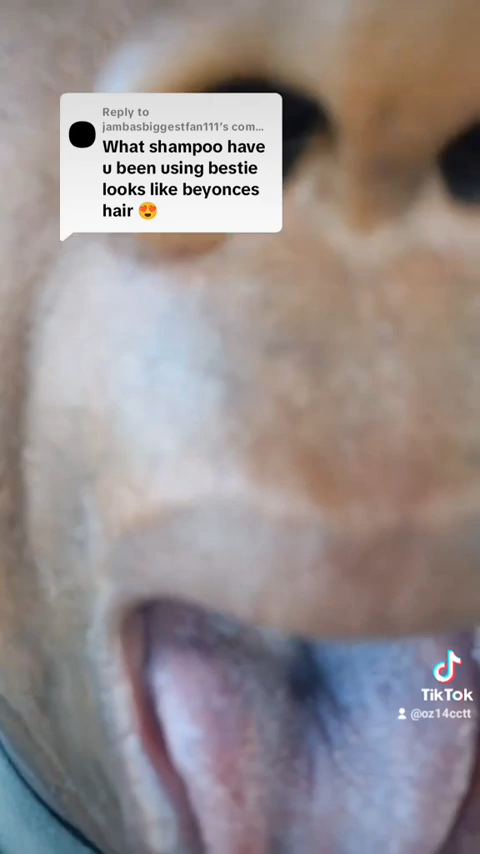 Reply to
jambasbiggestfan111's com...
What shampoo have
u been using bestie
looks like beyonces
hair 😍
TikTok
@oz14cctt